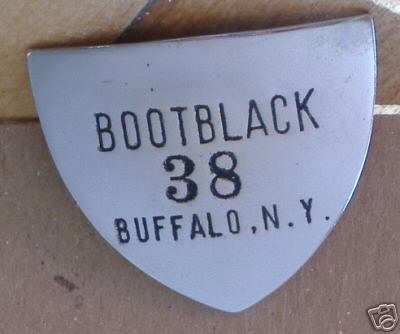 BOOTBLACK
38
BUFFALO, N.Y.